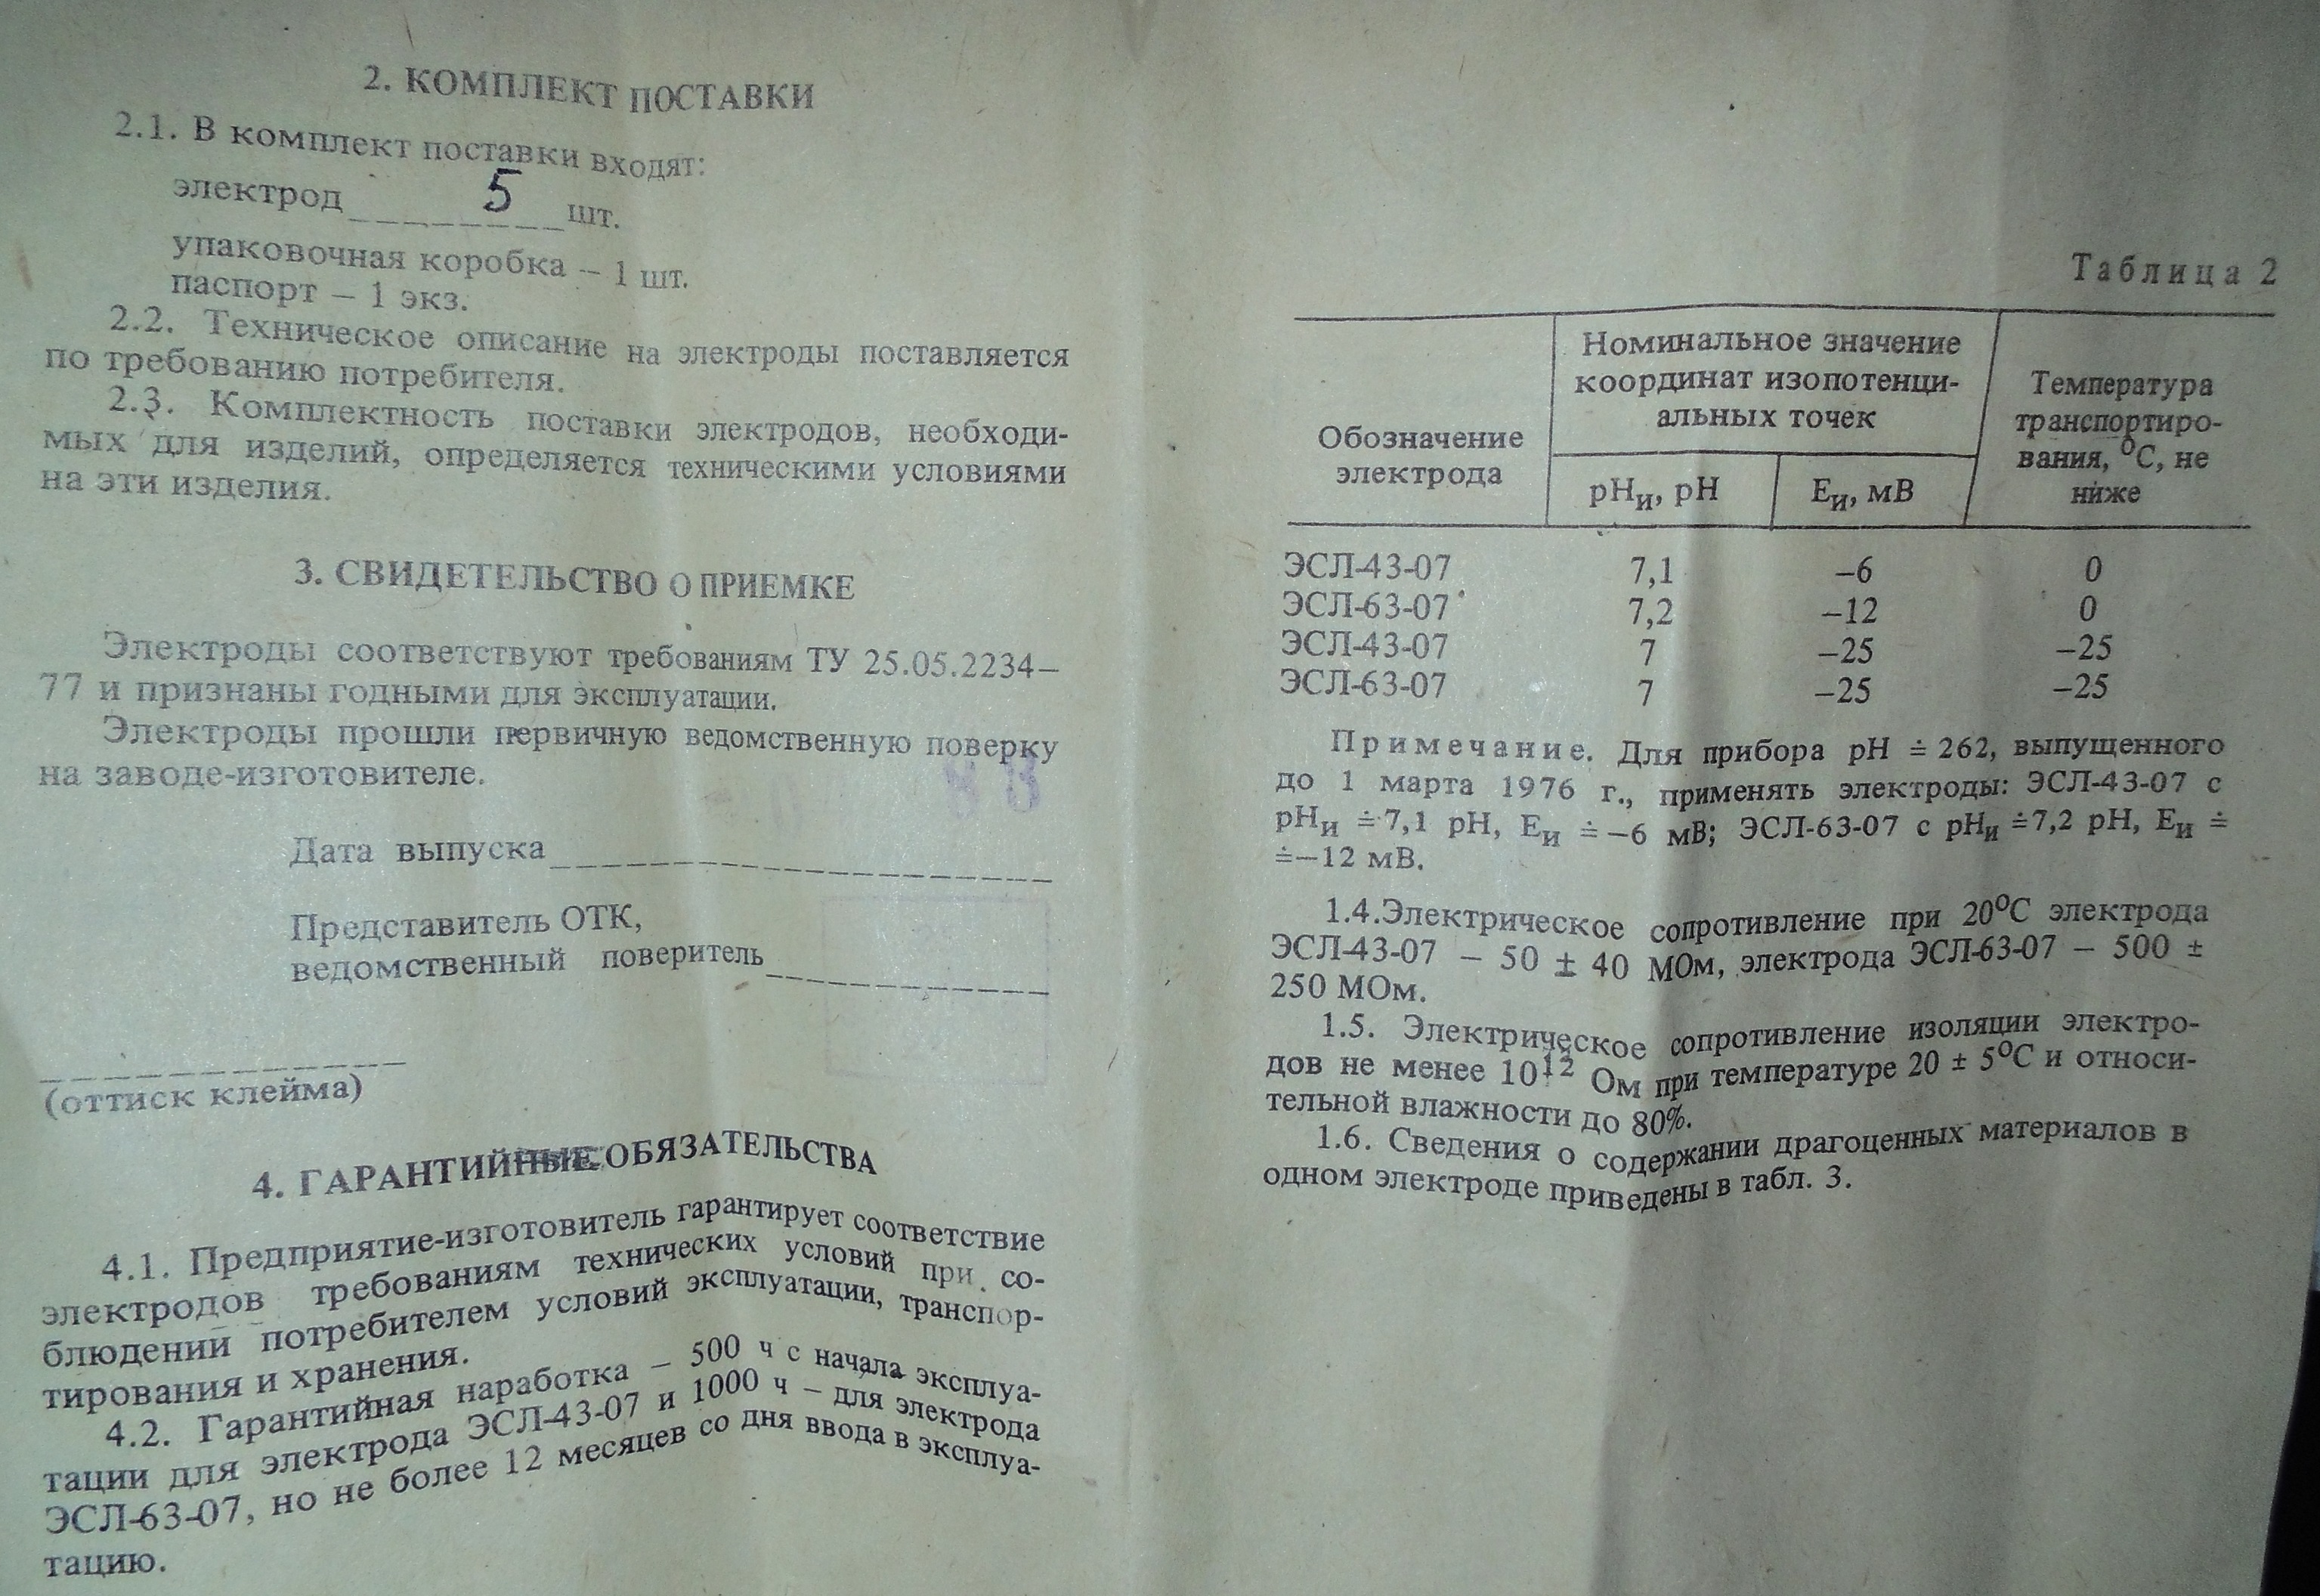 2. КОМПЛЕКТ ПОСТАВКИ
2.1. В комплект поставки входят:
электрод 5 шт.
упаковочная коробка – 1 шт.
паспорт – 1 экз.
2.2. Техническое описание на электроды поставляется
по требованию потребителя.
2.3. Комплектность поставки электродов, необходи-
мых для изделий, определяется техническими условиями
на эти изделия.
3. СВИДЕТЕЛЬСТВО О ПРИЕМКЕ
Электроды соответствуют требованиям ТУ 25.05.2234–
77 и признаны годными для эксплуатации.
Электроды прошли первичную ведомственную поверку
на заводе-изготовителе.
Дата выпуска
Представитель ОТК,
ведомственный поверитель
(оттиск клейма)
4. ГАРАНТИЙНЫЕ ОБЯЗАТЕЛЬСТВА
4.1. Предприятие-изготовитель гарантирует соответствие
электродов требованиям технических условий при со-
блюдении потребителем условий эксплуатации, транспор-
тирования и хранения.
4.2. Гарантийная наработка – 500 ч с начала эксплуа-
тации для электрода ЭСЛ-43-07 и 1000 ч – для электрода
ЭСЛ-63-07, но не более 12 месяцев со дня ввода в эксплуа-
тацию.
Таблица 2
Обозначение
электрода
Номинальное значение
координат изопотенци-
альных точек
pHи, pH Eи, мВ
Температура
транспортиро-
вания, °С, не
ниже
ЭСЛ-43-07 7,1 –6 0
ЭСЛ-63-07 7,2 –12 0
ЭСЛ-43-07 7 –25 –25
ЭСЛ-63-07 7 –25 –25
Примечание. Для прибора pH ≐ 262, выпущенного
до 1 марта 1976 г., применять электроды: ЭСЛ-43-07 с
pHи ≐ 7,1 pH, Eи ≐ –6 мВ; ЭСЛ-63-07 с pHи ≐ 7,2 pH, Eи ≐
≐ –12 мВ.
1.4. Электрическое сопротивление при 20°С электрода
ЭСЛ-43-07 – 50 ± 40 МОм, электрода ЭСЛ-63-07 – 500 ±
250 МОм.
1.5. Электрическое сопротивление изоляции электро-
дов не менее 10¹² Ом при температуре 20 ± 5°С и относи-
тельной влажности до 80%.
1.6. Сведения о содержании драгоценных материалов в
одном электроде приведены в табл. 3.